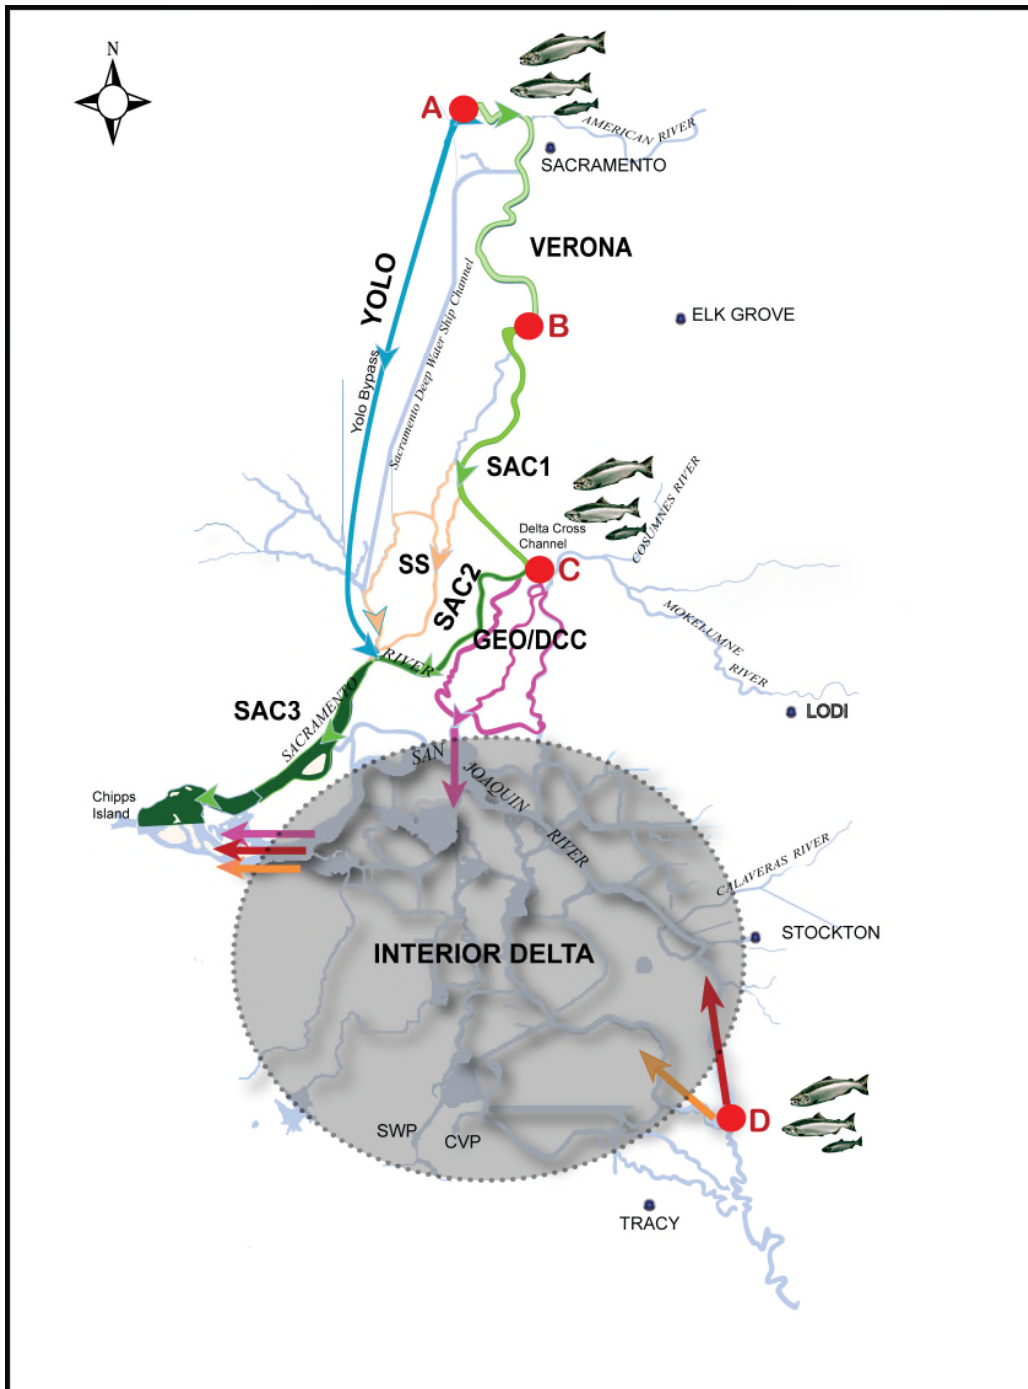 N
A
AMERICAN RIVER
SACRAMENTO
VERONA
YOLO
Sacramento Deep Water Ship Channel
B
ELK GROVE
Yolo Bypass
SAC1
COSUMNES RIVER
Delta Cross
Channel
SS
SAC2
C
MOKELUMNE
RIVER
GEO/DCC
RIVER
SACRAMENTO
SAC3
LODI
SAN
JOAQUIN
RIVER
Chipps
Island
CALAVERAS RIVER
STOCKTON
INTERIOR DELTA
D
SWP
CVP
TRACY